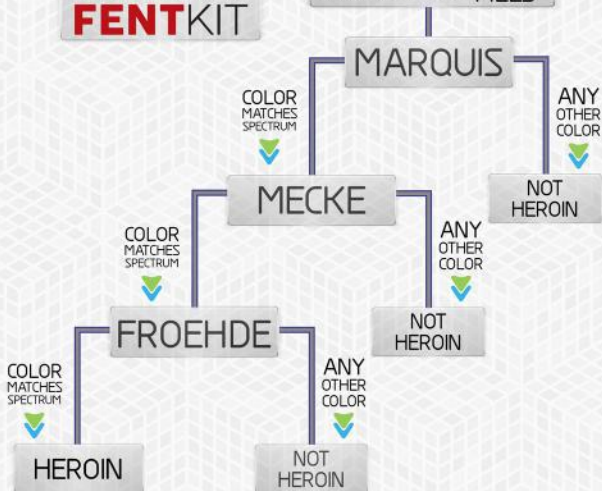 FENTKIT
MARQUIS
COLOR
MATCHES
SPECTRUM
ANY
OTHER
COLOR
NOT
HEROIN
MECKE
COLOR
MATCHES
SPECTRUM
ANY
OTHER
COLOR
NOT
HEROIN
FROEHDE
COLOR
MATCHES
SPECTRUM
ANY
OTHER
COLOR
HEROIN
NOT
HEROIN